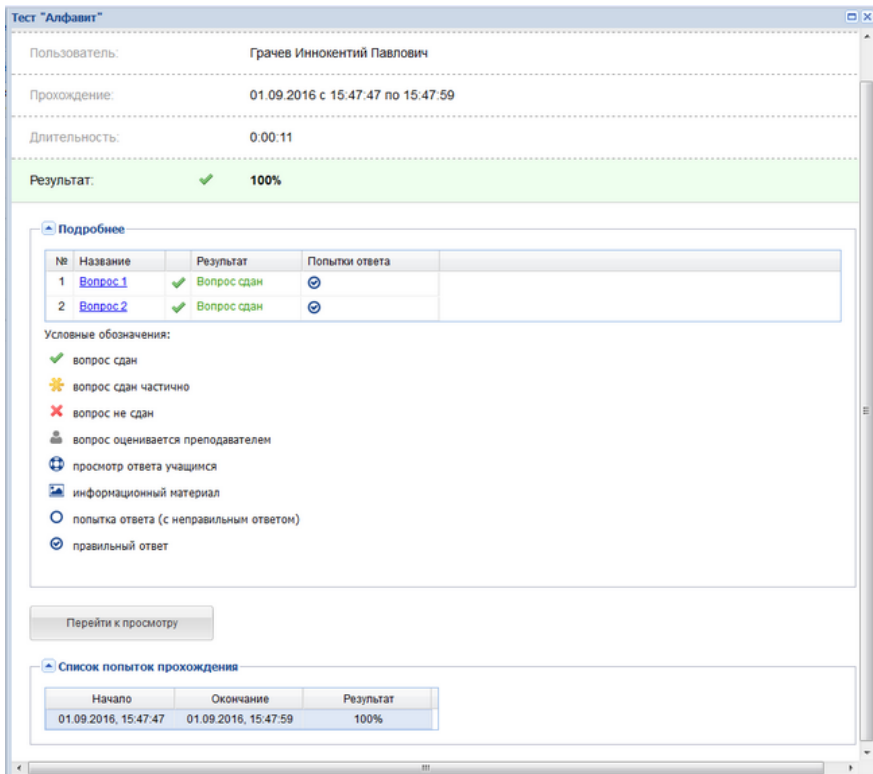 Тест "Алфавит"
Пользователь: Грачев Иннокентий Павлович
Прохождение: 01.09.2016 с 15:47:47 по 15:47:59
Длительность: 0:00:11
Результат: 100%
Подробнее
№ Название Результат Попытки ответа
1 Вопрос 1 Вопрос сдан
2 Вопрос 2 Вопрос сдан
Условные обозначения:
вопрос сдан
вопрос сдан частично
вопрос не сдан
вопрос оценивается преподавателем
просмотр ответа учащимся
информационный материал
попытка ответа (с неправильным ответом)
правильный ответ
Перейти к просмотру
Список попыток прохождения
Начало Окончание Результат
01.09.2016, 15:47:47 01.09.2016, 15:47:59 100%